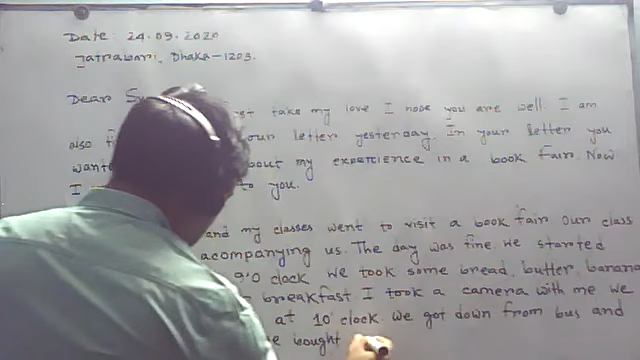 Date: 24.09.2020
Jatrabari, Dhaka-1203.
Dear
take my love I hope you are well. I am
also our letter yesterday. In your letter you
want my experience in a book fair. Now
I to you.
and my classes went to visit a book fair our class
acompanying us. The day was fine. we started
9'0 clock we took some bread, butter, banana
breakfast. I took a camera with me we
at 10 clock. we got down from bus and
bought